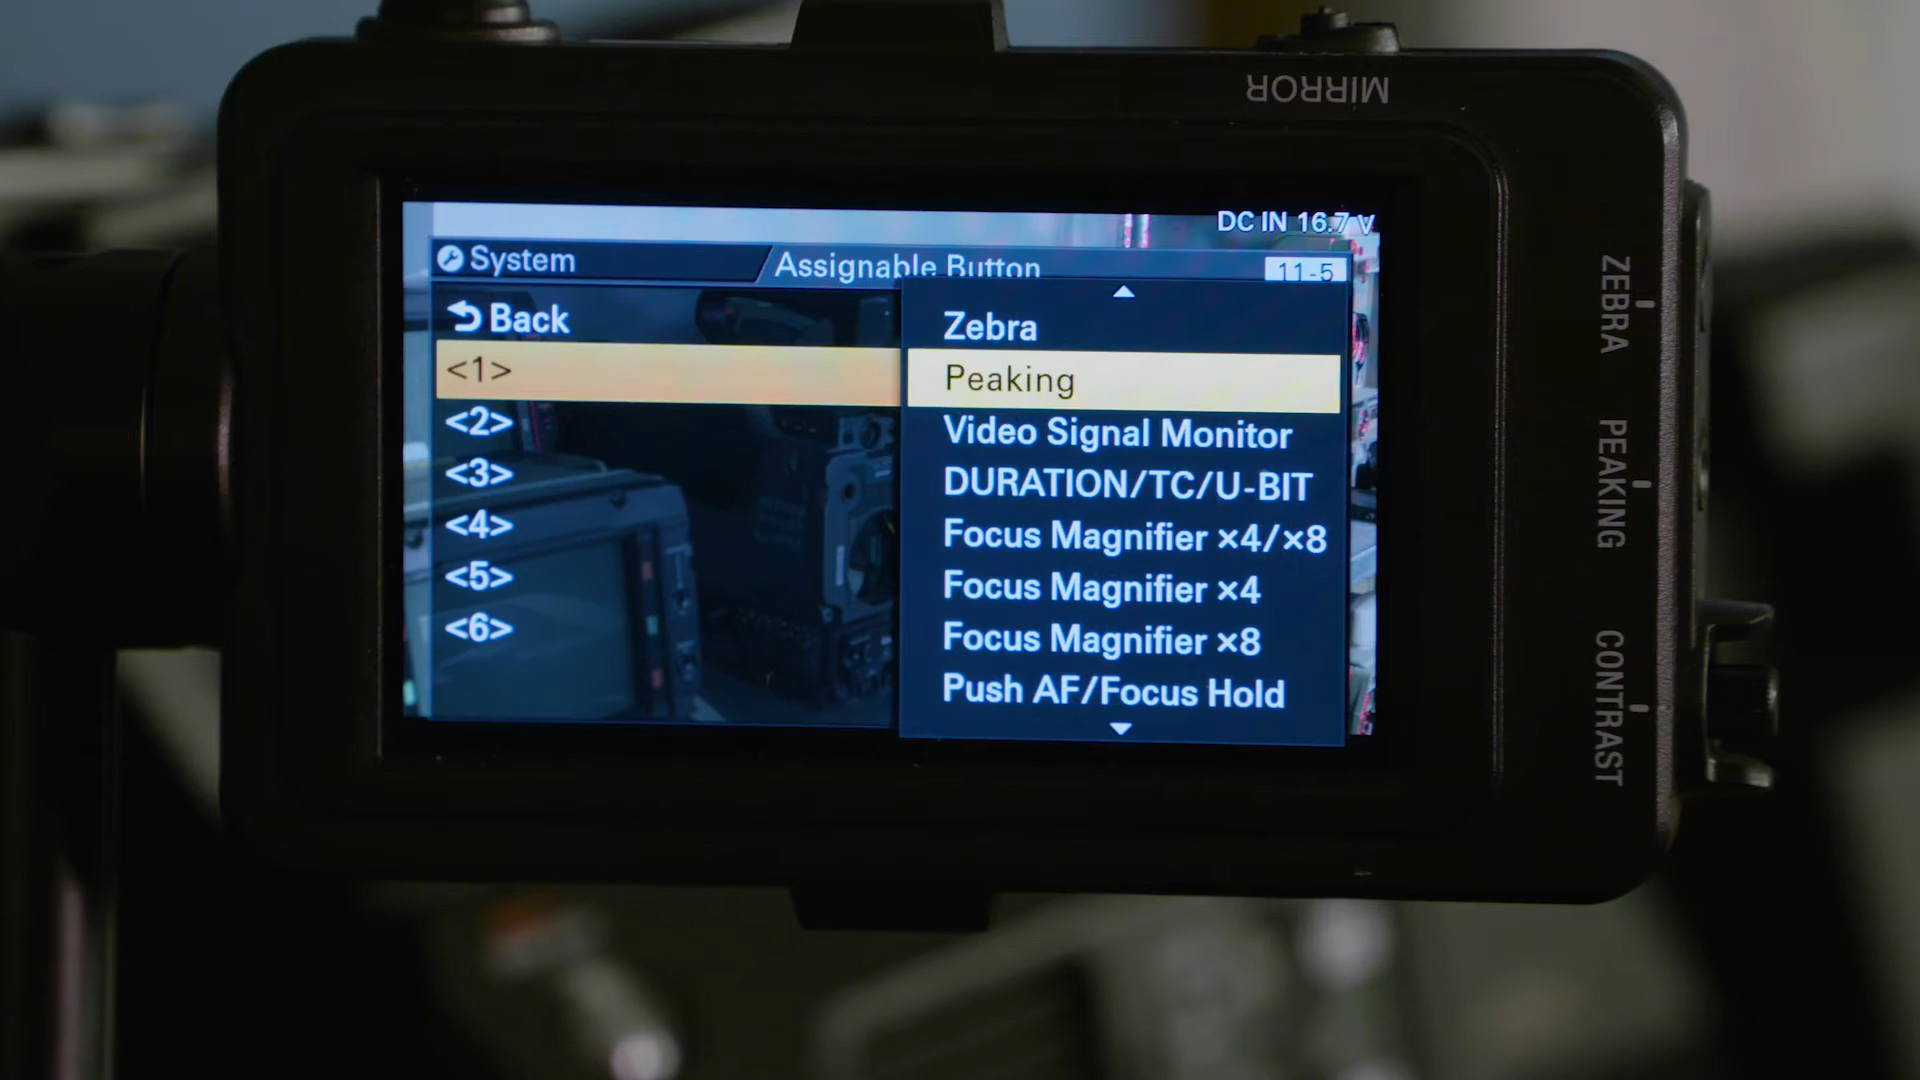 MIRROR
DC IN 16.7 V
System
Assignable Button
11-5
Back
<1>
<2>
<3>
<4>
<5>
<6>
Zebra
Peaking
Video Signal Monitor
DURATION/TC/U-BIT
Focus Magnifier ×4/×8
Focus Magnifier ×4
Focus Magnifier ×8
Push AF/Focus Hold
ZEBRA
PEAKING
CONTRAST